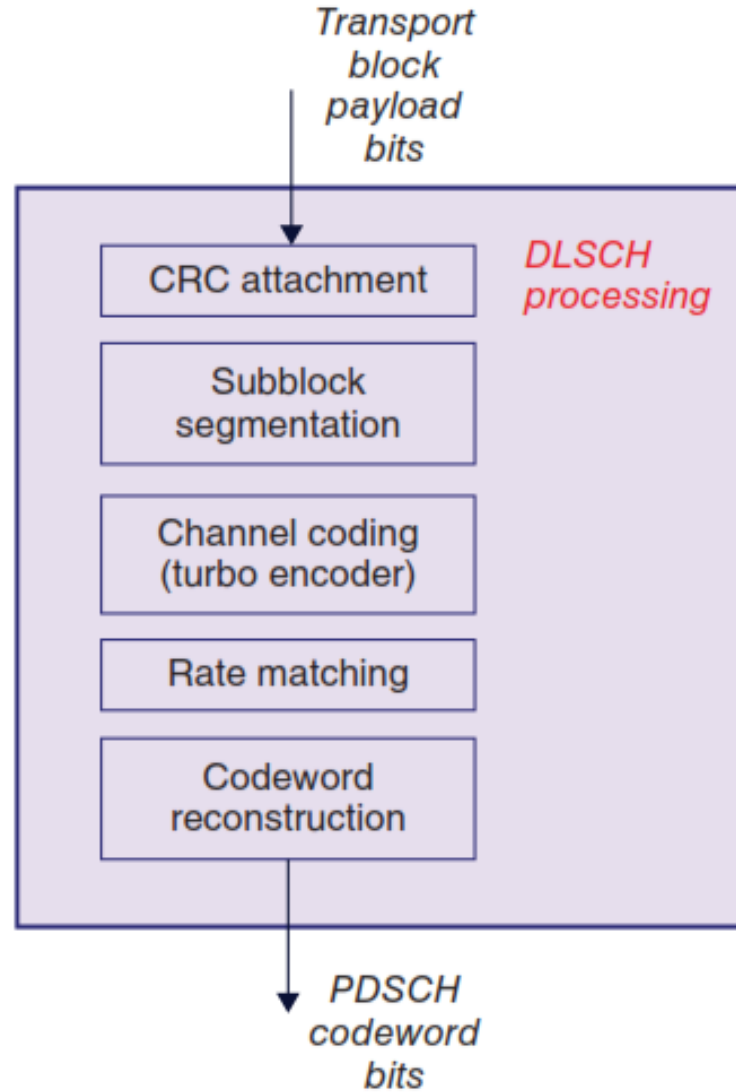 Transport
block
payload
bits
CRC attachment
DLSCH
processing
Subblock
segmentation
Channel coding
(turbo encoder)
Rate matching
Codeword
reconstruction
PDSCH
codeword
bits